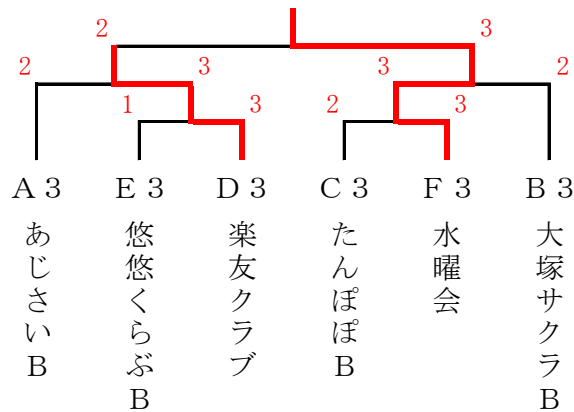 2 3
2 3 3 2
1 3 2 3
A3 E3 D3 C3 F3 B3
あじさいB
悠悠くらぶB
楽友クラブ
たんぽぽB
水曜会
大塚サクラB